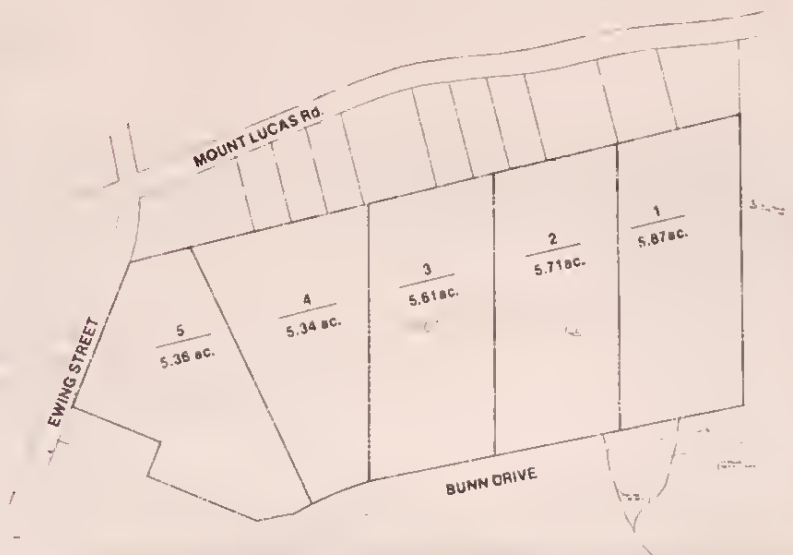 MOUNT LUCAS Rd.
1
5.87ac.
2
5.71ac.
3
5.61ac.
4
5.34 ac.
5
5.36 ac.
EWING STREET
BUNN DRIVE